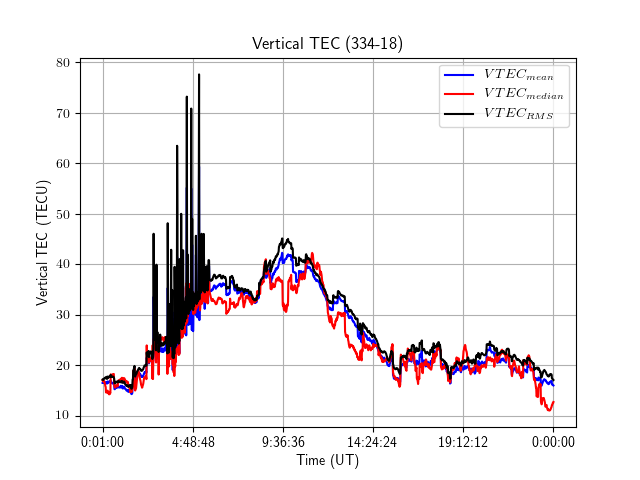 Vertical TEC (334-18)
VTEC_mean
VTEC_median
VTEC_RMS
Vertical TEC (TECU)
80
70
60
50
40
30
20
10
0:01:00 4:48:48 9:36:36 14:24:24 19:12:12 0:00:00
Time (UT)